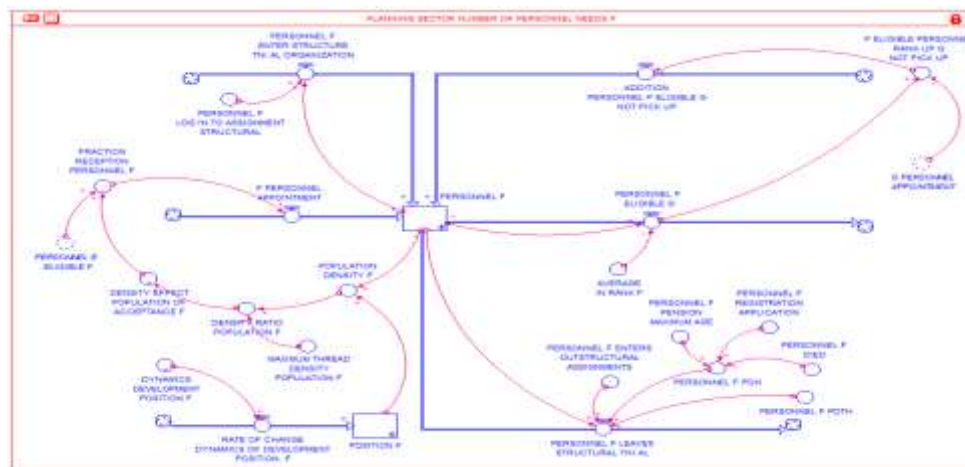 PLANNING SECTOR NUMBER OF PERSONNEL NEEDS F
PERSONNEL F
ENTER STRUCTURE
TNI AL ORGANIZATION
F ELIGIBLE PERSONNEL
RANK UP G
NOT PICK UP
ADDITION
PERSONNEL F ELIGIBLE G
NOT PICK UP
PERSONNEL F
LOG IN TO ASSIGNMENT
STRUCTURAL
FRACTION
RECEPTION
PERSONNEL F
F PERSONNEL
APPOINTMENT
PERSONNEL F
PERSONNEL F
ELIGIBLE G
G PERSONNEL
APPOINTMENT
PERSONNEL E
ELIGIBLE F
DENSITY EFFECT
POPULATION OF
ACCEPTANCE F
POPULATION
DENSITY F
AVERAGE
IN RANK F
DENSITY RATIO
POPULATION F
PERSONNEL F
PENSION
MAXIMUM AGE
PERSONNEL F
REGISTRATION
APPLICATION
MAXIMUM THREAD
DENSITY
POPULATION F
PERSONNEL F ENTERS
OUTSTRUCTURAL
ASSIGNMENTS
PERSONNEL F
DIED
DYNAMICS
DEVELOPMENT
POSITION F
PERSONNEL F PDH
PERSONNEL F PDTH
RATE OF CHANGE
DYNAMICS OF DEVELOPMENT
POSITION F
POSITION F
PERSONNEL F LEAVES
STRUCTURAL TNI AL